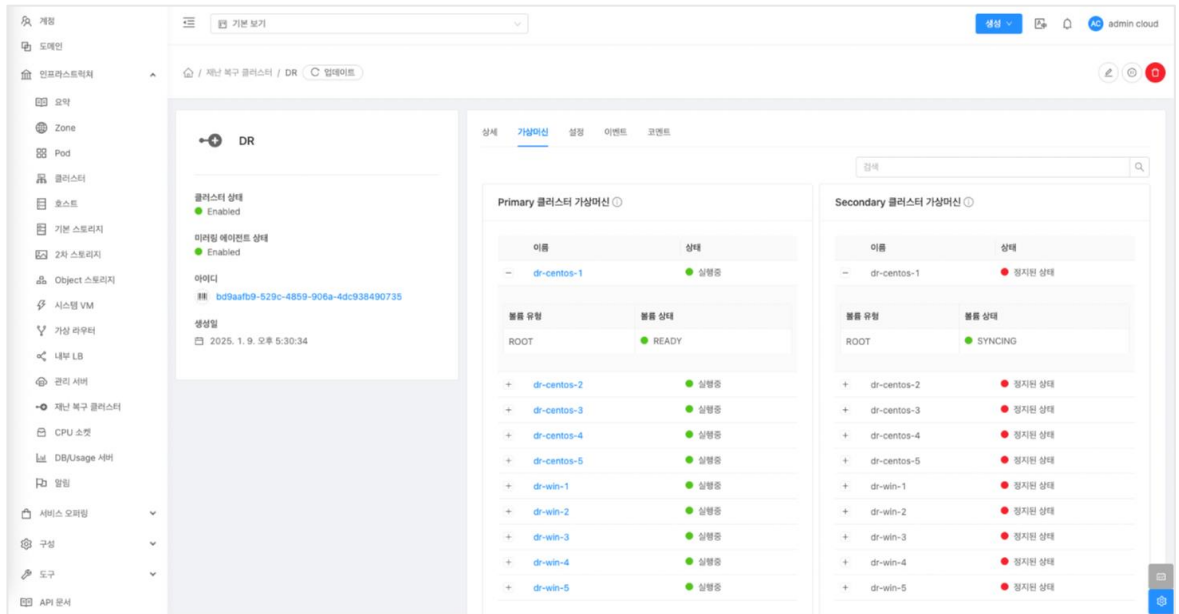 계정
도메인
인프라스트럭쳐
요약
Zone
Pod
클러스터
호스트
기본 스토리지
2차 스토리지
Object 스토리지
시스템 VM
가상 라우터
내부 LB
관리 서버
재난 복구 클러스터
CPU 소켓
DB/Usage 서버
알림
서비스 오퍼링
구성
도구
API 문서
기본 보기
생성
AC admin cloud
/ 재난 복구 클러스터 / DR 업데이트
DR
클러스터 상태
Enabled
미러링 에이전트 상태
Enabled
아이디
bd9aafb9-529c-4859-906a-4dc938490735
생성일
2025. 1. 9. 오후 5:30:34
상세 가상머신 설정 이벤트 코멘트
검색
Primary 클러스터 가상머신
이름 상태
dr-centos-1 실행중
볼륨 유형 볼륨 상태
ROOT READY
dr-centos-2 실행중
dr-centos-3 실행중
dr-centos-4 실행중
dr-centos-5 실행중
dr-win-1 실행중
dr-win-2 실행중
dr-win-3 실행중
dr-win-4 실행중
dr-win-5 실행중
Secondary 클러스터 가상머신
이름 상태
dr-centos-1 정지된 상태
볼륨 유형 볼륨 상태
ROOT SYNCING
dr-centos-2 정지된 상태
dr-centos-3 정지된 상태
dr-centos-4 정지된 상태
dr-centos-5 정지된 상태
dr-win-1 정지된 상태
dr-win-2 정지된 상태
dr-win-3 정지된 상태
dr-win-4 정지된 상태
dr-win-5 정지된 상태